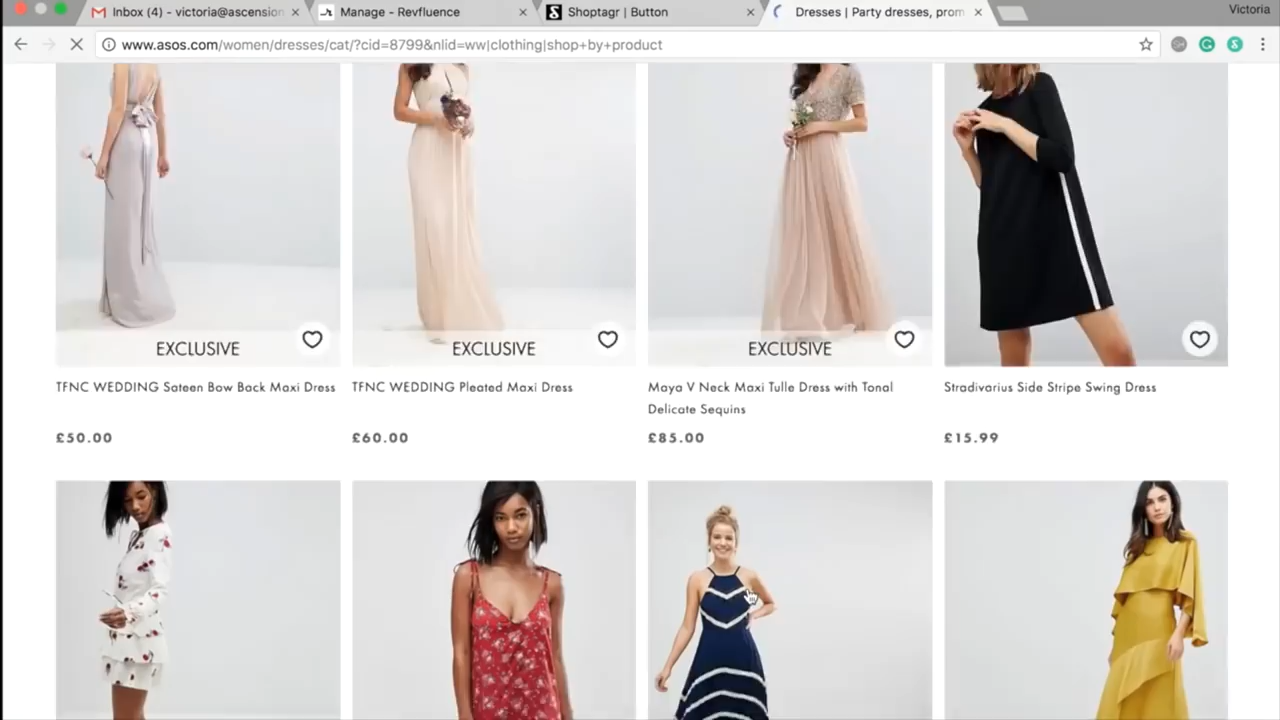 Inbox (4) - victoria@ascension
Manage - Revfluence
Shoptagr | Button
Dresses | Party dresses, prom
Victoria
www.asos.com/women/dresses/cat/?cid=8799&nlid=ww|clothing|shop+by+product
EXCLUSIVE
EXCLUSIVE
EXCLUSIVE
TFNC WEDDING Sateen Bow Back Maxi Dress
£50.00
TFNC WEDDING Pleated Maxi Dress
£60.00
Maya V Neck Maxi Tulle Dress with Tonal
Delicate Sequins
£85.00
Stradivarius Side Stripe Swing Dress
£15.99